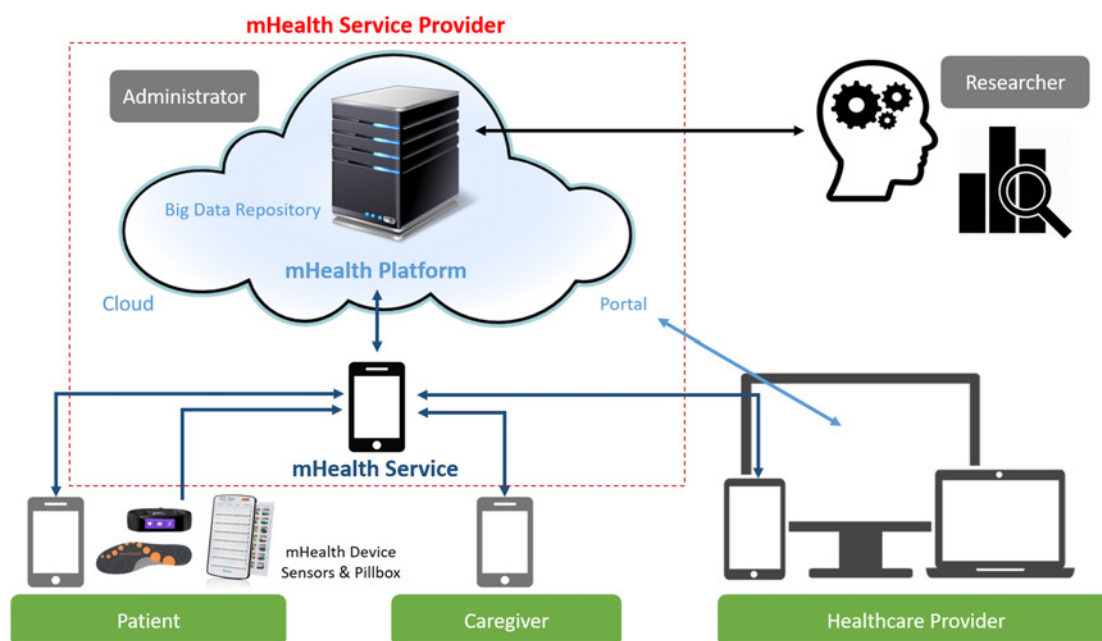 mHealth Service Provider
Administrator
Researcher
Big Data Repository
mHealth Platform
Cloud
Portal
mHealth Service
mHealth Device
Sensors & Pillbox
Patient
Caregiver
Healthcare Provider